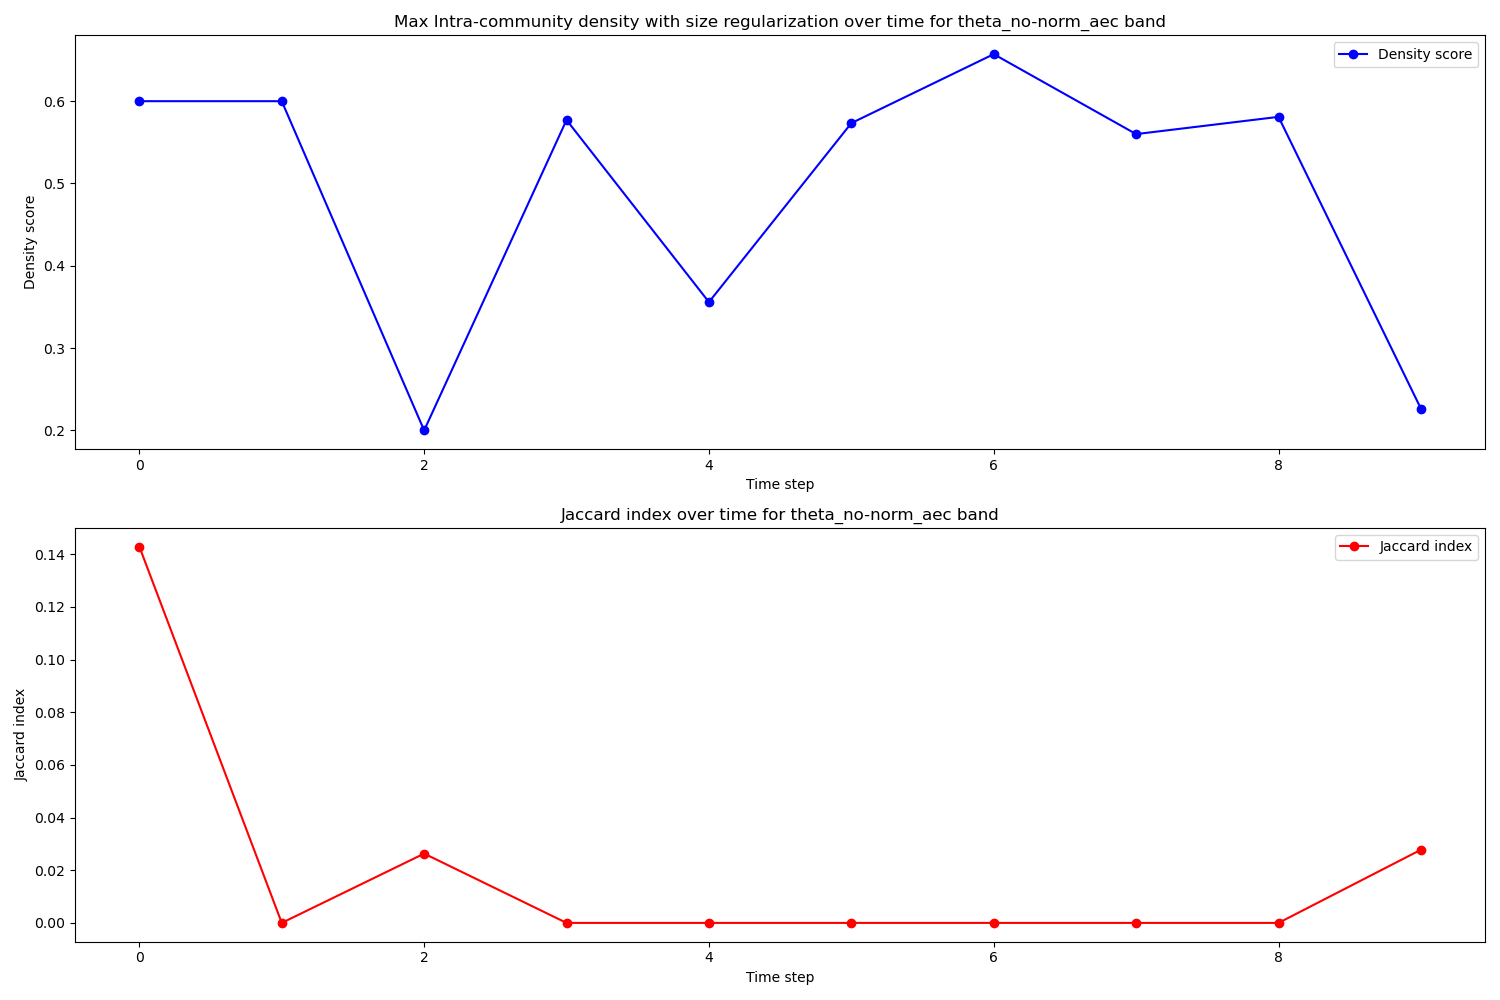 Max Intra-community density with size regularization over time for theta_no-norm_aec band
Density score
0.6
0.5
0.4
0.3
0.2
Density score
0 2 4 6 8
Time step
Jaccard index over time for theta_no-norm_aec band
Jaccard index
0.14
0.12
0.10
0.08
0.06
0.04
0.02
0.00
Jaccard index
0 2 4 6 8
Time step